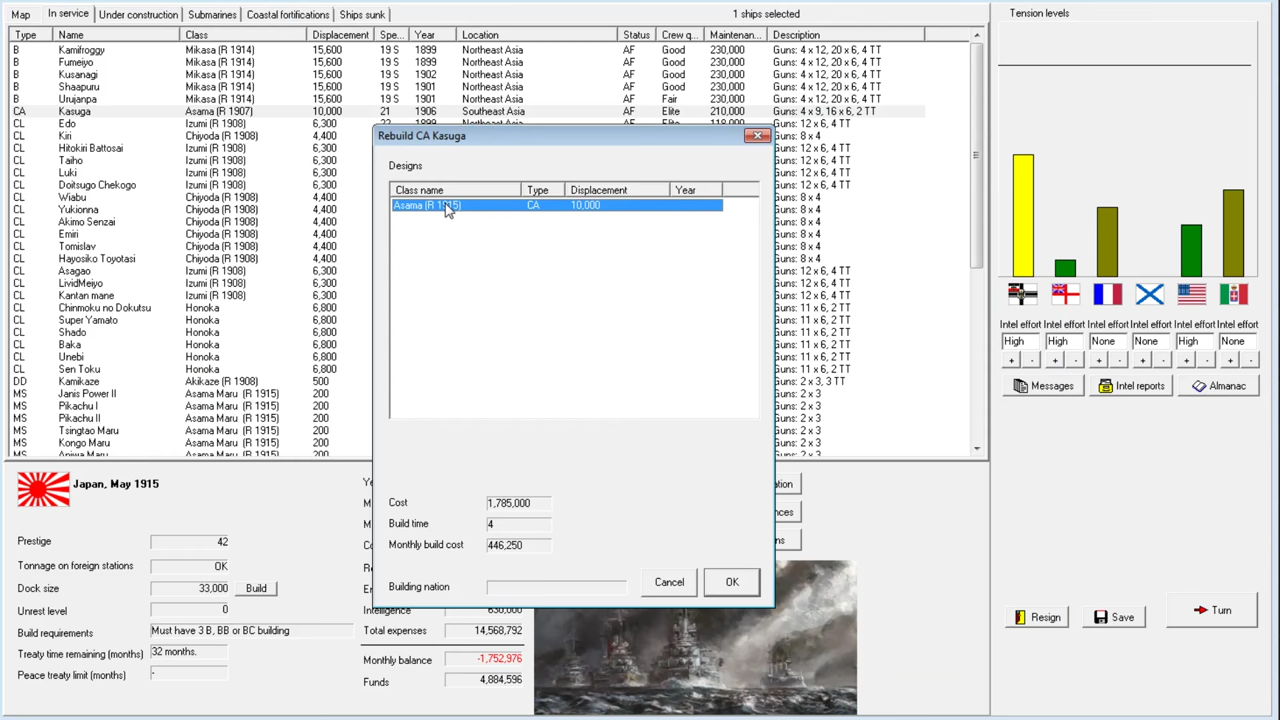 Map In service Under construction Submarines Coastal fortifications Ships sunk 1 ships selected Tension levels
Type Name Class Displacement Spe... Year Location Status Crew q... Mainten... Description
B Kamifroggy Mikasa (R 1914) 15,600 19 S 1899 Northeast Asia AF Good 230,000 Guns: 4 x 12, 20 x 6, 4 TT
B Fumeiyo Mikasa (R 1914) 15,600 19 S 1899 Northeast Asia AF Good 230,000 Guns: 4 x 12, 20 x 6, 4 TT
B Kusanagi Mikasa (R 1914) 15,600 19 S 1902 Northeast Asia AF Good 230,000 Guns: 4 x 12, 20 x 6, 4 TT
B Shaapuru Mikasa (R 1914) 15,600 19 S 1901 Northeast Asia AF Good 230,000 Guns: 4 x 12, 20 x 6, 4 TT
B Urujanpa Mikasa (R 1914) 15,600 19 S 1901 Northeast Asia AF Fair 230,000 Guns: 4 x 12, 20 x 6, 4 TT
CA Kasuga Asama (R 1907) 10,000 21 1906 Southeast Asia AF Elite 210,000 Guns: 4 x 9, 16 x 6, 2 TT
CL Edo Izumi (R 1908) 6,300 22 1899 Northeast Asia AF Elite 118,000 Guns: 12 x 6, 4 TT
CL Kiri Chiyoda (R 1908) 4,400 Guns: 8 x 4
CL Hitokiri Battosai Izumi (R 1908) 6,300 Guns: 12 x 6, 4 TT
CL Taiho Izumi (R 1908) 6,300 Guns: 12 x 6, 4 TT
CL Luki Izumi (R 1908) 6,300 Guns: 12 x 6, 4 TT
CL Doitsugo Chekogo Izumi (R 1908) 6,300 Guns: 12 x 6, 4 TT
CL Wiabu Chiyoda (R 1908) 4,400 Guns: 8 x 4
CL Yukionna Chiyoda (R 1908) 4,400 Guns: 8 x 4
CL Akimo Senzai Chiyoda (R 1908) 4,400 Guns: 8 x 4
CL Emiri Chiyoda (R 1908) 4,400 Guns: 8 x 4
CL Tomislav Chiyoda (R 1908) 4,400 Guns: 8 x 4
CL Hayosiko Toyotasi Chiyoda (R 1908) 4,400 Guns: 8 x 4
CL Asagao Izumi (R 1908) 6,300 Guns: 12 x 6, 4 TT
CL LividMeiyo Izumi (R 1908) 6,300 Guns: 12 x 6, 4 TT
CL Kantan mane Izumi (R 1908) 6,300 Guns: 12 x 6, 4 TT
CL Chinmoku no Dokutsu Honoka 6,800 Guns: 11 x 6, 2 TT
CL Super Yamato Honoka 6,800 Guns: 11 x 6, 2 TT
CL Shado Honoka 6,800 Guns: 11 x 6, 2 TT
CL Baka Honoka 6,800 Guns: 11 x 6, 2 TT
CL Unebi Honoka 6,800 Guns: 11 x 6, 2 TT
CL Sen Toku Honoka 6,800 Guns: 11 x 6, 2 TT
DD Kamikaze Akikaze (R 1908) 500 Guns: 2 x 3, 3 TT
MS Janis Power II Asama Maru (R 1915) 200 Guns: 2 x 3
MS Pikachu I Asama Maru (R 1915) 200 Guns: 2 x 3
MS Pikachu II Asama Maru (R 1915) 200 Guns: 2 x 3
MS Tsingtao Maru Asama Maru (R 1915) 200 Guns: 2 x 3
MS Kongo Maru Asama Maru (R 1915) 200 Guns: 2 x 3
MS Aniwa Maru Asama Maru (R 1915) 200 Guns: 2 x 3
Rebuild CA Kasuga
Designs
Class name Type Displacement Year
Asama (R 1915) CA 10,000
Cost 1,785,000
Build time 4
Monthly build cost 446,250
Building nation
Cancel OK
Intel effort Intel effort Intel effort Intel effort Intel effort Intel effort
High High None None High None
+ - + - + - + - + - + -
Messages Intel reports Almanac
Japan, May 1915
Prestige 42
Tonnage on foreign stations OK
Dock size 33,000 Build
Unrest level 0
Build requirements Must have 3 B, BB or BC building
Treaty time remaining (months) 32 months.
Peace treaty limit (months) -
Intelligence 630,000
Total expenses 14,568,792
Monthly balance -1,752,976
Funds 4,884,596
Resign Save Turn